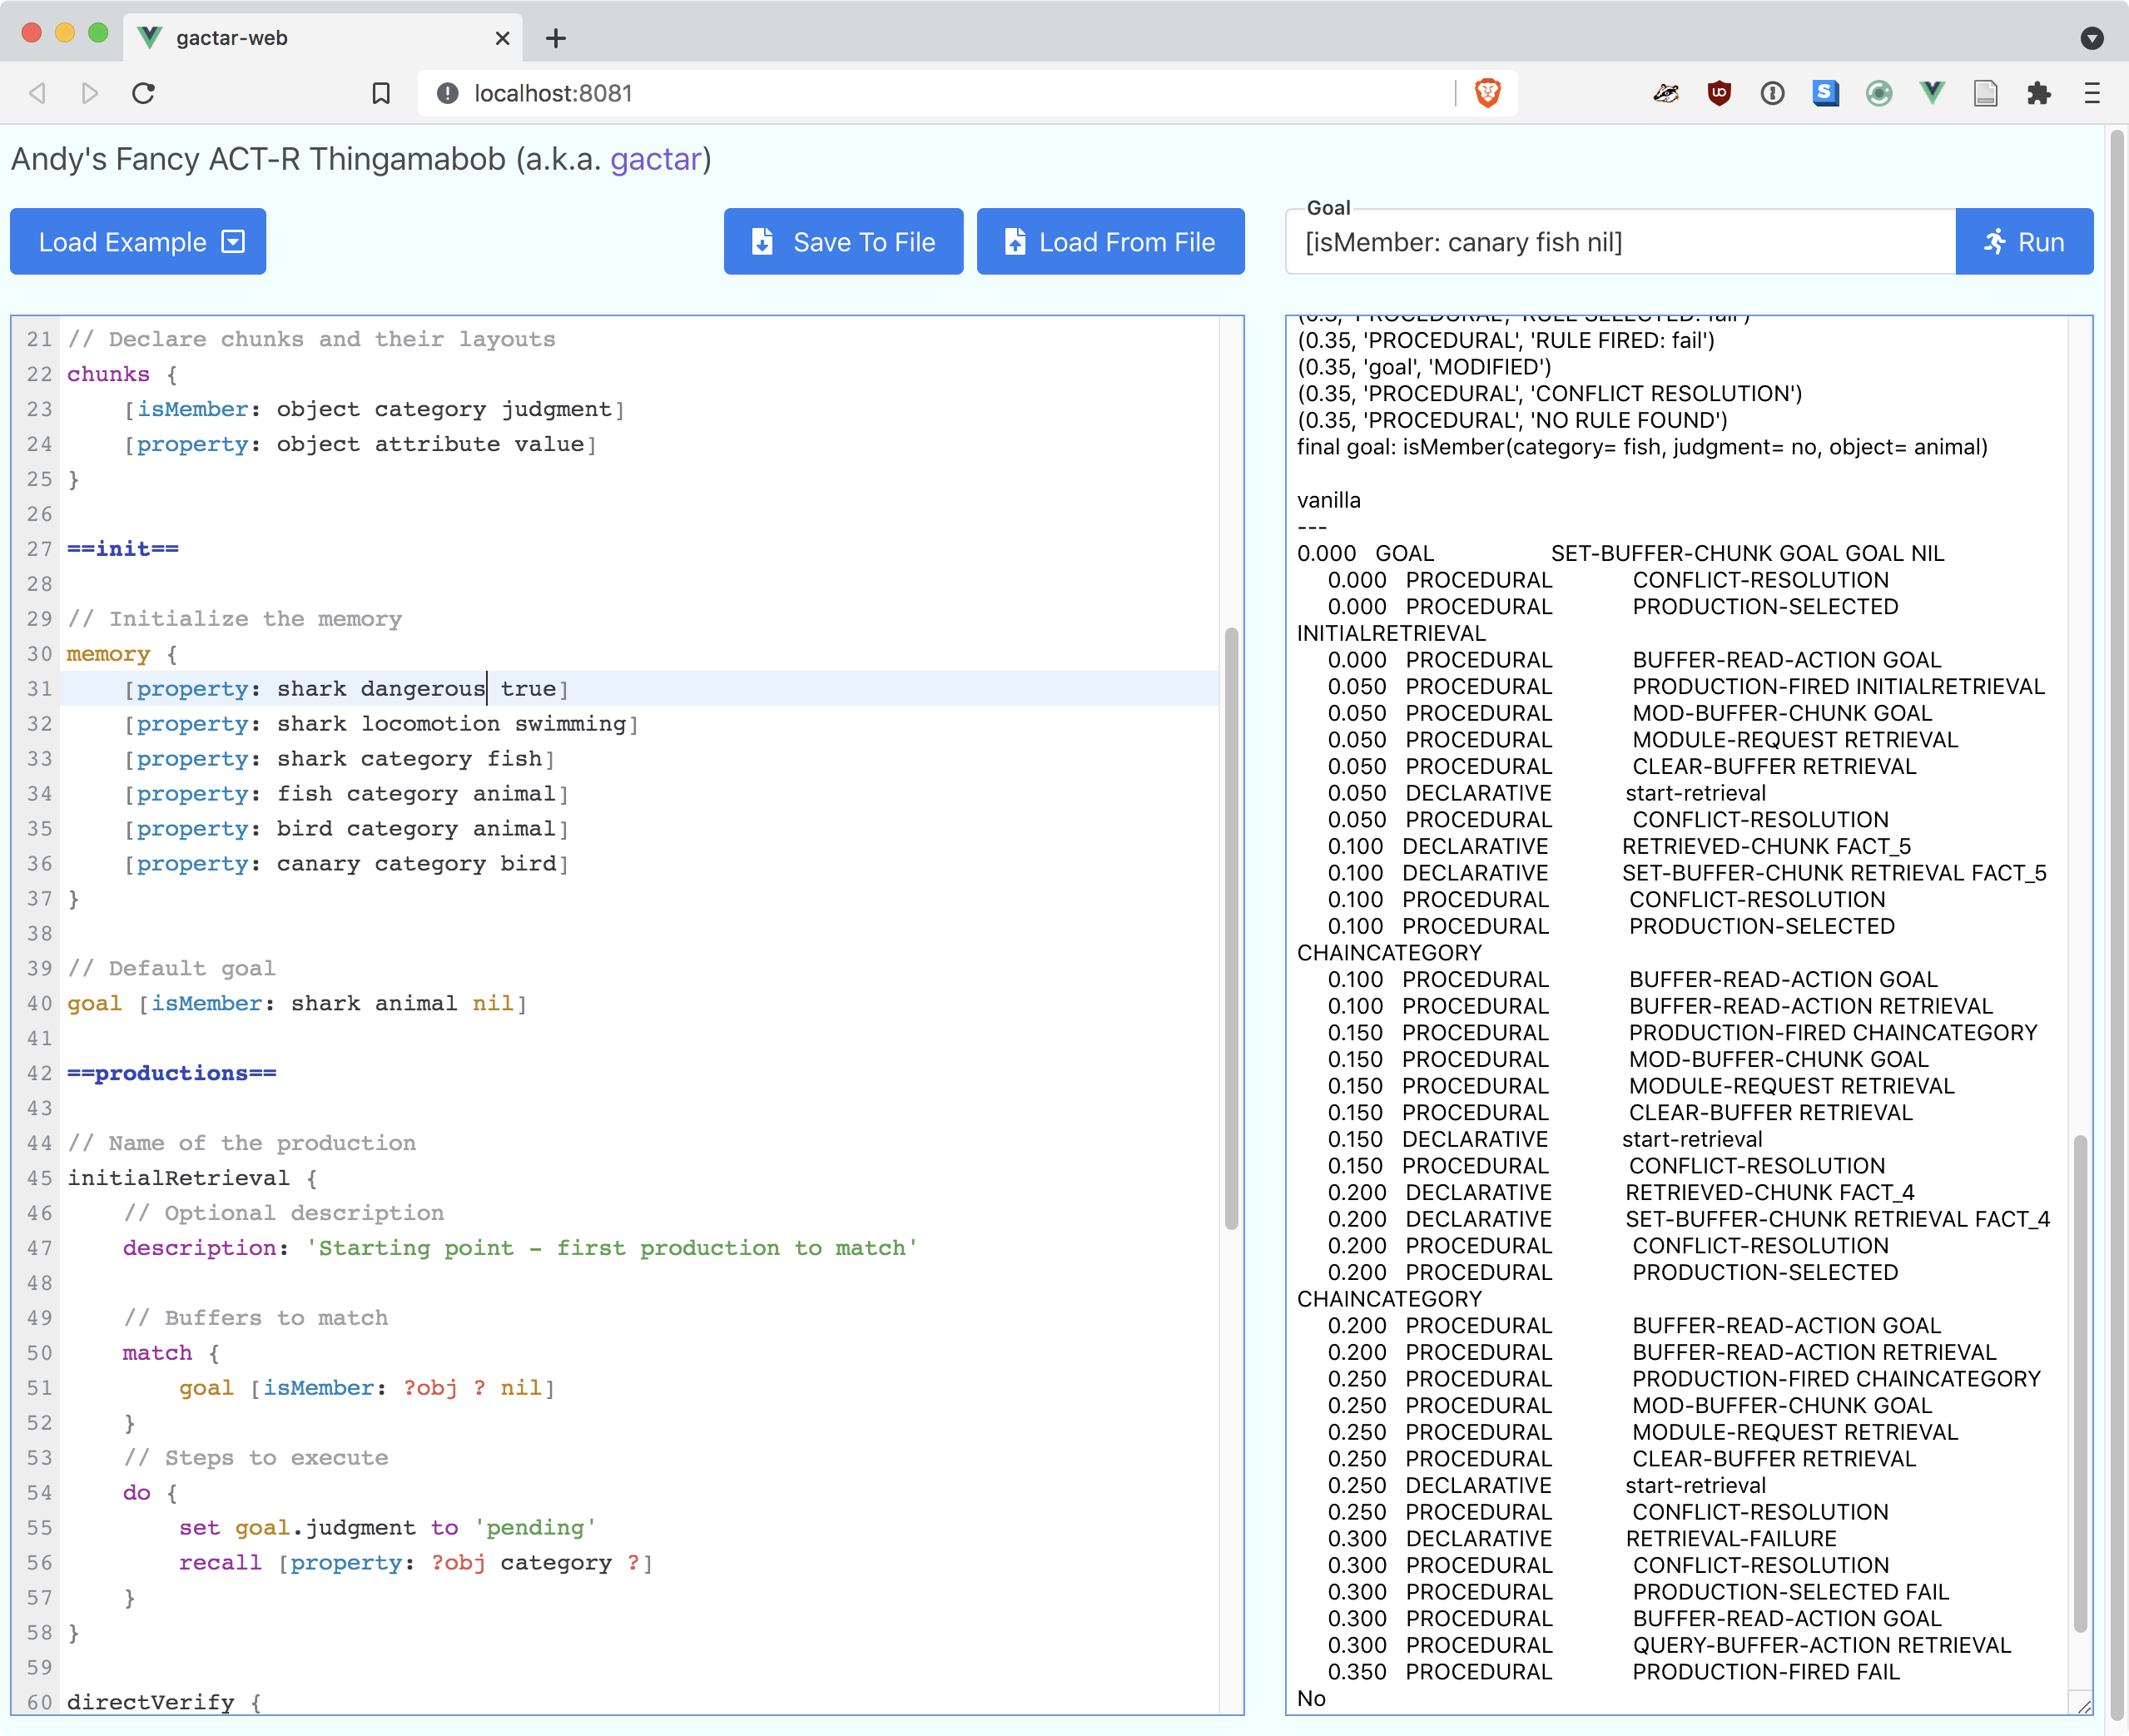 gactar-web
localhost:8081
Andy's Fancy ACT-R Thingamabob (a.k.a. gactar)
Load Example
Save To File
Load From File
Goal
[isMember: canary fish nil]
Run
21 // Declare chunks and their layouts
22 chunks {
23     [isMember: object category judgment]
24     [property: object attribute value]
25 }
26
27 ==init==
28
29 // Initialize the memory
30 memory {
31     [property: shark dangerous true]
32     [property: shark locomotion swimming]
33     [property: shark category fish]
34     [property: fish category animal]
35     [property: bird category animal]
36     [property: canary category bird]
37 }
38
39 // Default goal
40 goal [isMember: shark animal nil]
41
42 ==productions==
43
44 // Name of the production
45 initialRetrieval {
46     // Optional description
47     description: 'Starting point – first production to match'
48
49     // Buffers to match
50     match {
51         goal [isMember: ?obj ? nil]
52     }
53     // Steps to execute
54     do {
55         set goal.judgment to 'pending'
56         recall [property: ?obj category ?]
57     }
58 }
59
60 directVerify {
(0.3, 'PROCEDURAL', 'RULE SELECTED: fail')
(0.35, 'PROCEDURAL', 'RULE FIRED: fail')
(0.35, 'goal', 'MODIFIED')
(0.35, 'PROCEDURAL', 'CONFLICT RESOLUTION')
(0.35, 'PROCEDURAL', 'NO RULE FOUND')
final goal: isMember(category= fish, judgment= no, object= animal)
vanilla
---
0.000 GOAL SET-BUFFER-CHUNK GOAL GOAL NIL
0.000 PROCEDURAL CONFLICT-RESOLUTION
0.000 PROCEDURAL PRODUCTION-SELECTED
INITIALRETRIEVAL
0.000 PROCEDURAL BUFFER-READ-ACTION GOAL
0.050 PROCEDURAL PRODUCTION-FIRED INITIALRETRIEVAL
0.050 PROCEDURAL MOD-BUFFER-CHUNK GOAL
0.050 PROCEDURAL MODULE-REQUEST RETRIEVAL
0.050 PROCEDURAL CLEAR-BUFFER RETRIEVAL
0.050 DECLARATIVE start-retrieval
0.050 PROCEDURAL CONFLICT-RESOLUTION
0.100 DECLARATIVE RETRIEVED-CHUNK FACT_5
0.100 DECLARATIVE SET-BUFFER-CHUNK RETRIEVAL FACT_5
0.100 PROCEDURAL CONFLICT-RESOLUTION
0.100 PROCEDURAL PRODUCTION-SELECTED
CHAINCATEGORY
0.100 PROCEDURAL BUFFER-READ-ACTION GOAL
0.100 PROCEDURAL BUFFER-READ-ACTION RETRIEVAL
0.150 PROCEDURAL PRODUCTION-FIRED CHAINCATEGORY
0.150 PROCEDURAL MOD-BUFFER-CHUNK GOAL
0.150 PROCEDURAL MODULE-REQUEST RETRIEVAL
0.150 PROCEDURAL CLEAR-BUFFER RETRIEVAL
0.150 DECLARATIVE start-retrieval
0.150 PROCEDURAL CONFLICT-RESOLUTION
0.200 DECLARATIVE RETRIEVED-CHUNK FACT_4
0.200 DECLARATIVE SET-BUFFER-CHUNK RETRIEVAL FACT_4
0.200 PROCEDURAL CONFLICT-RESOLUTION
0.200 PROCEDURAL PRODUCTION-SELECTED
CHAINCATEGORY
0.200 PROCEDURAL BUFFER-READ-ACTION GOAL
0.200 PROCEDURAL BUFFER-READ-ACTION RETRIEVAL
0.250 PROCEDURAL PRODUCTION-FIRED CHAINCATEGORY
0.250 PROCEDURAL MOD-BUFFER-CHUNK GOAL
0.250 PROCEDURAL MODULE-REQUEST RETRIEVAL
0.250 PROCEDURAL CLEAR-BUFFER RETRIEVAL
0.250 DECLARATIVE start-retrieval
0.250 PROCEDURAL CONFLICT-RESOLUTION
0.300 DECLARATIVE RETRIEVAL-FAILURE
0.300 PROCEDURAL CONFLICT-RESOLUTION
0.300 PROCEDURAL PRODUCTION-SELECTED FAIL
0.300 PROCEDURAL BUFFER-READ-ACTION GOAL
0.300 PROCEDURAL QUERY-BUFFER-ACTION RETRIEVAL
0.350 PROCEDURAL PRODUCTION-FIRED FAIL
No